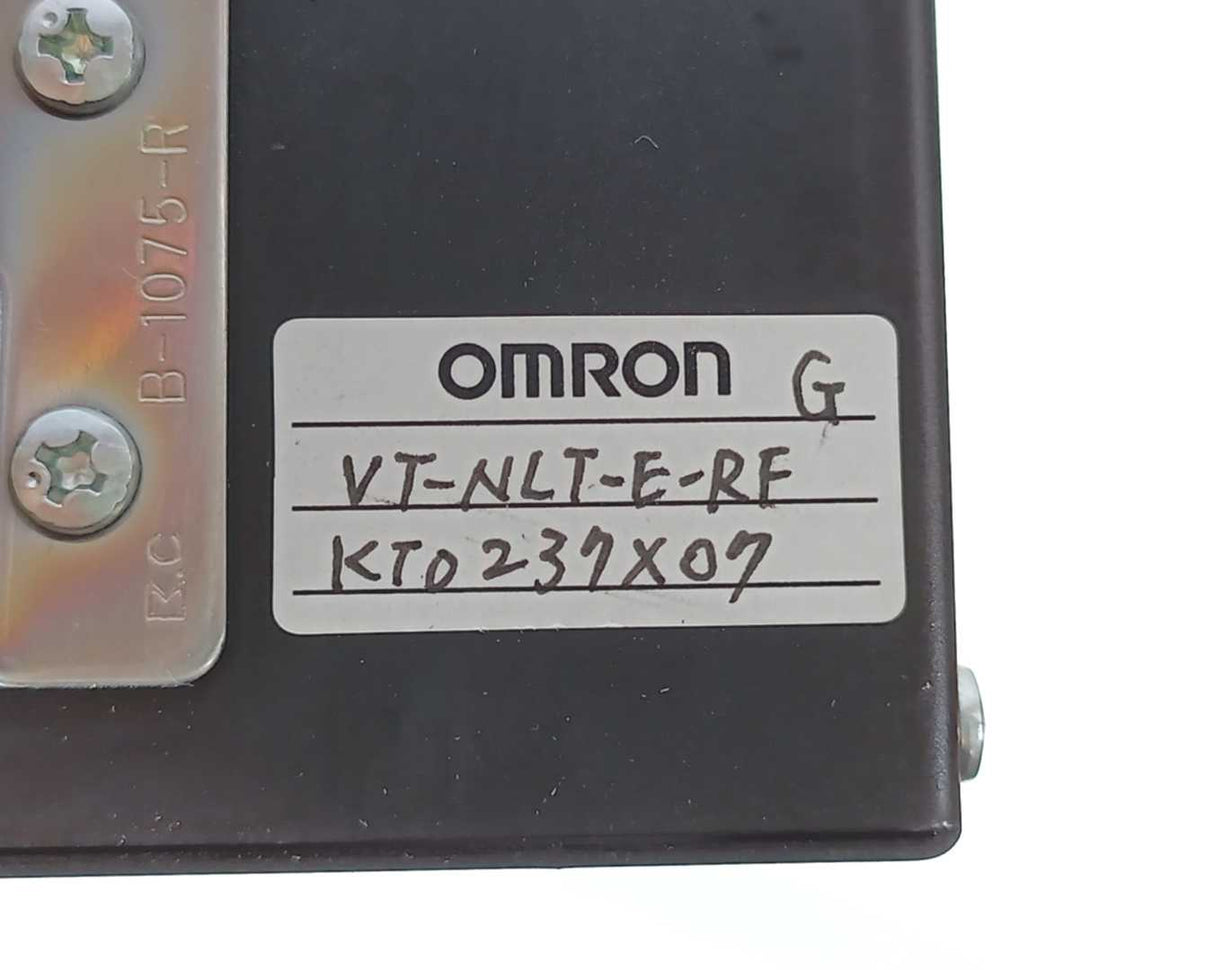 B-1075-R
K.C
OMRON G
VT-NLT-E-RF
KT0237X07